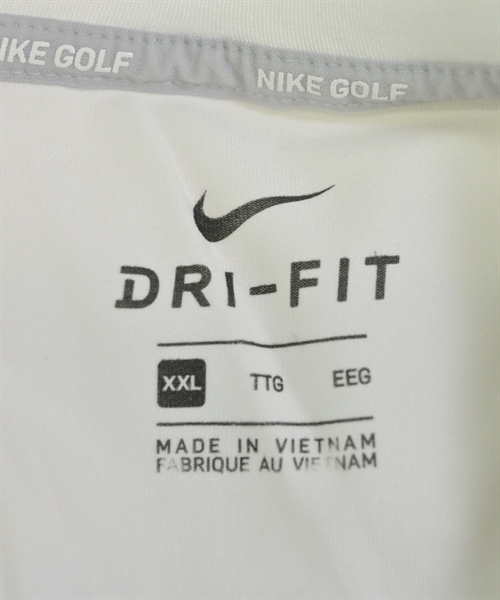 NIKE GOLF NIKE GOLF
DRI-FIT
XXL TTG EEG
MADE IN VIETNAM
FABRIQUE AU VIETNAM